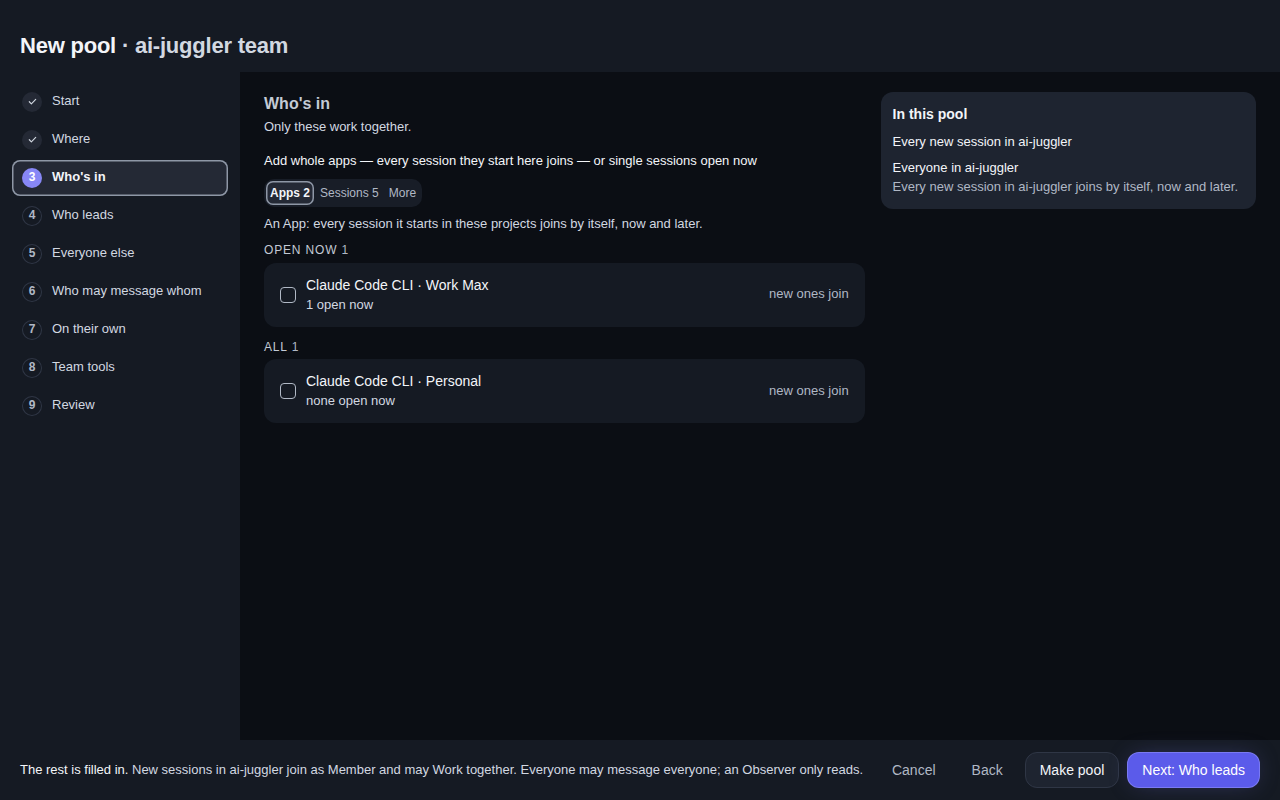 New pool · ai-juggler team
Start
Where
3 Who's in
4 Who leads
5 Everyone else
6 Who may message whom
7 On their own
8 Team tools
9 Review
Who's in
Only these work together.
Add whole apps — every session they start here joins — or single sessions open now
Apps 2 Sessions 5 More
An App: every session it starts in these projects joins by itself, now and later.
OPEN NOW 1
Claude Code CLI · Work Max
1 open now
new ones join
ALL 1
Claude Code CLI · Personal
none open now
new ones join
In this pool
Every new session in ai-juggler
Everyone in ai-juggler
Every new session in ai-juggler joins by itself, now and later.
The rest is filled in. New sessions in ai-juggler join as Member and may Work together. Everyone may message everyone; an Observer only reads.
Cancel
Back
Make pool
Next: Who leads